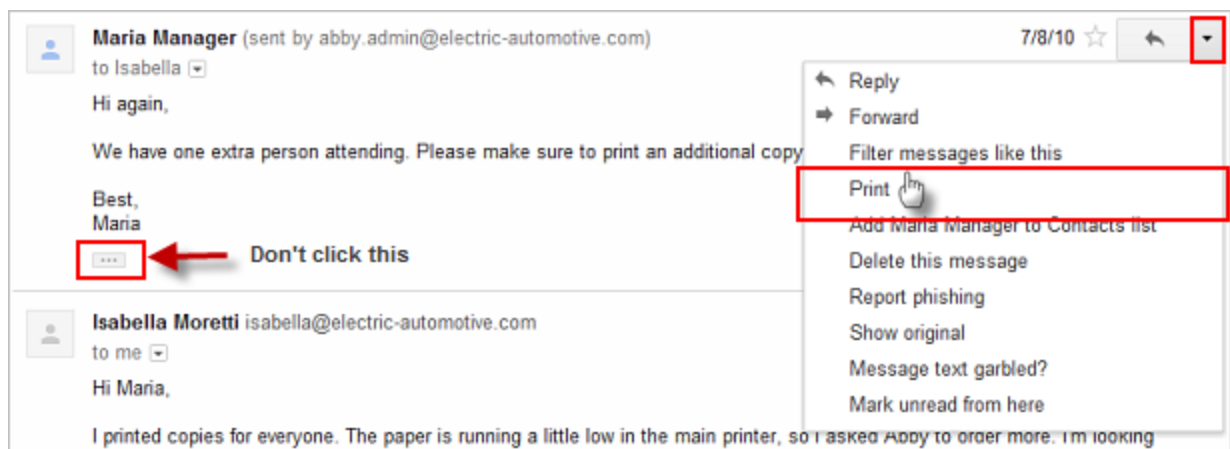 Maria Manager (sent by abby.admin@electric-automotive.com) 7/8/10
to Isabella
Hi again,
We have one extra person attending. Please make sure to print an additional copy
Best,
Maria
Don't click this
Reply
Forward
Filter messages like this
Print
Add Maria Manager to Contacts list
Delete this message
Report phishing
Show original
Message text garbled?
Mark unread from here
Isabella Moretti isabella@electric-automotive.com
to me
Hi Maria,
I printed copies for everyone. The paper is running a little low in the main printer, so I asked Abby to order more. I'm looking